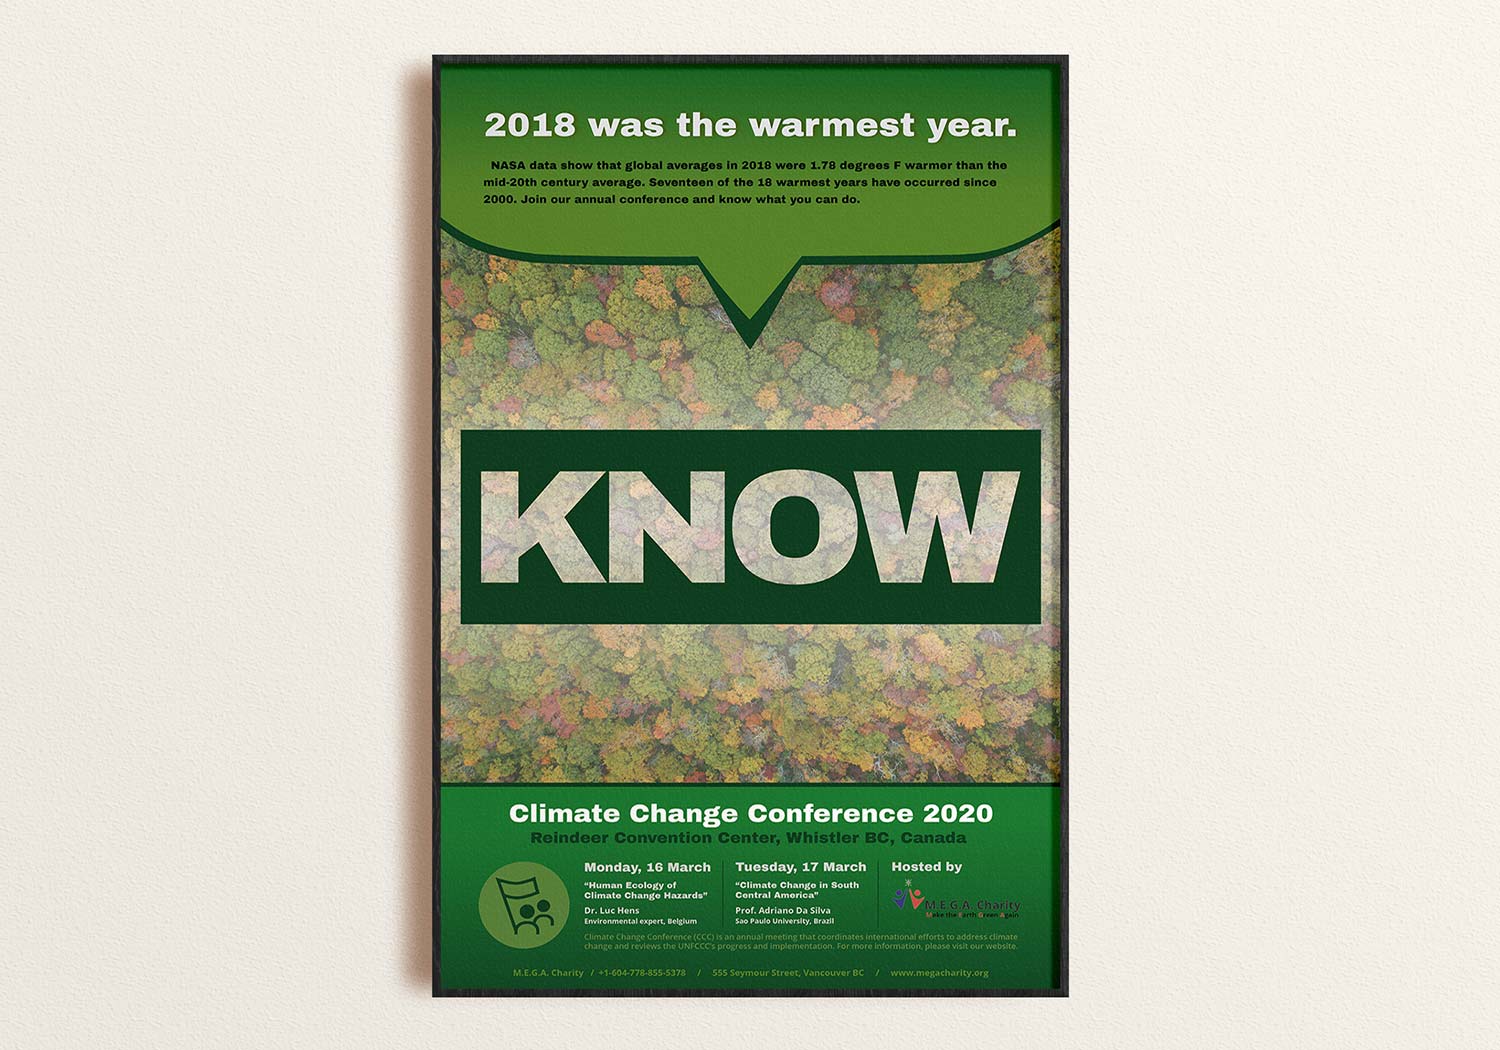 2018 was the warmest year.
NASA data show that global averages in 2018 were 1.78 degrees F warmer than the
mid-20th century average. Seventeen of the 18 warmest years have occurred since
2000. Join our annual conference and know what you can do.
KNOW
Climate Change Conference 2020
Reindeer Convention Center, Whistler BC, Canada
Monday, 16 March
“Human Ecology of
Climate Change Hazards”
Dr. Luc Hens
Environmental expert, Belgium
Tuesday, 17 March
“Climate Change in South
Central America”
Prof. Adriano Da Silva
Sao Paulo University, Brazil
Hosted by
M.E.G.A. Charity
Make the Earth Green Again
Climate Change Conference (CCC) is an annual meeting that coordinates international efforts to address climate
change and reviews the UNFCCC's progress and implementation. For more information, please visit our website.
M.E.G.A. Charity / +1-604-778-855-5378 / 555 Seymour Street, Vancouver BC / www.megacharity.org